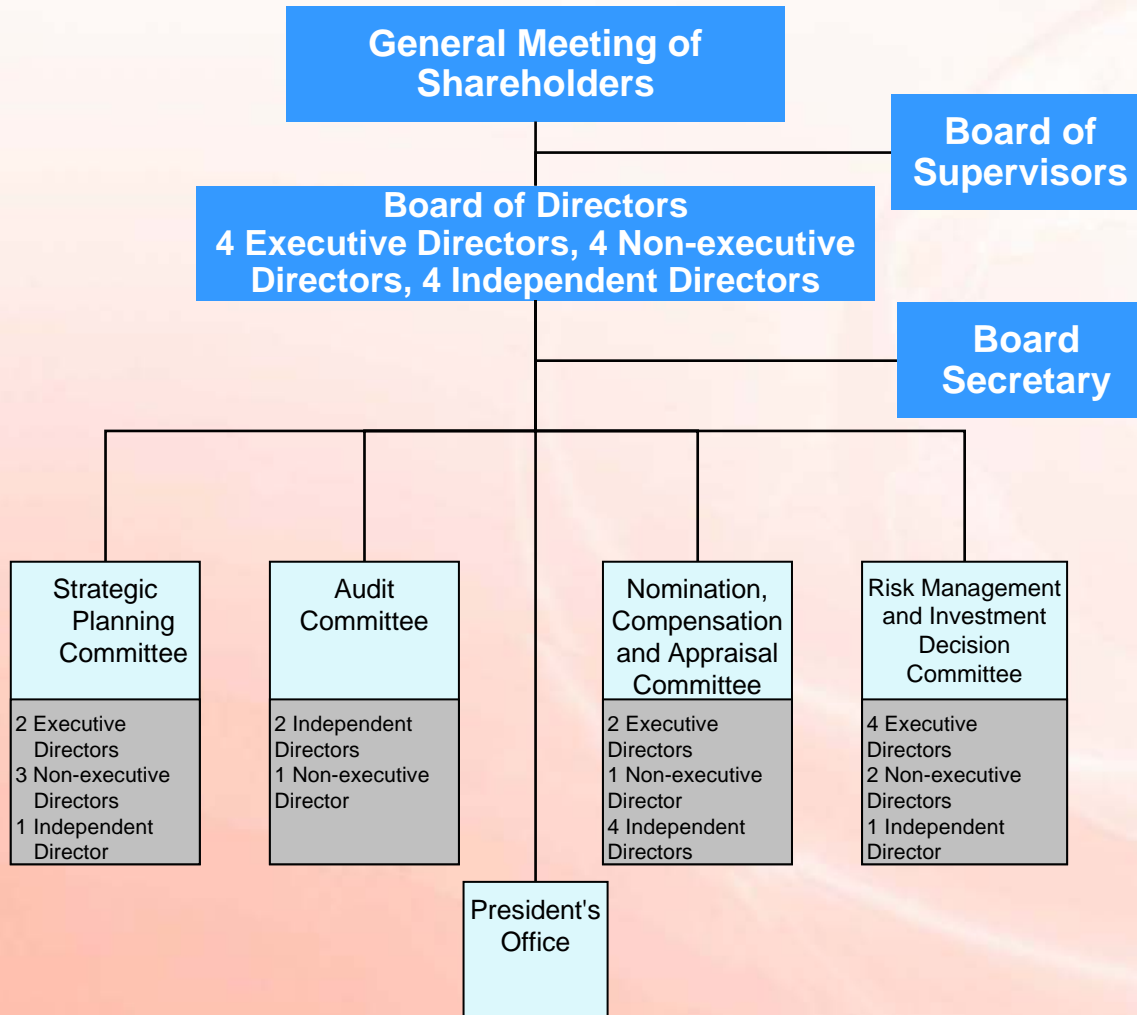 General Meeting of
Shareholders
Board of
Supervisors
Board of Directors
4 Executive Directors, 4 Non-executive
Directors, 4 Independent Directors
Board
Secretary
Strategic
Planning
Committee
2 Executive
Directors
3 Non-executive
Directors
1 Independent
Director
Audit
Committee
2 Independent
Directors
1 Non-executive
Director
Nomination,
Compensation
and Appraisal
Committee
2 Executive
Directors
1 Non-executive
Director
4 Independent
Directors
Risk Management
and Investment
Decision
Committee
4 Executive
Directors
2 Non-executive
Directors
1 Independent
Director
President's
Office